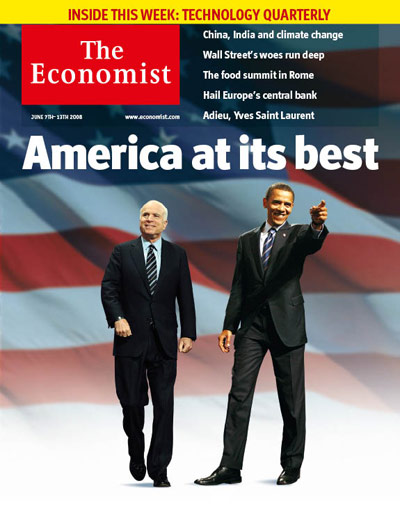 INSIDE THIS WEEK: TECHNOLOGY QUARTERLY
The
Economist
JUNE 7TH-13TH 2008
www.economist.com
China, India and climate change
Wall Street's woes run deep
The food summit in Rome
Hail Europe's central bank
Adieu, Yves Saint Laurent
America at its best